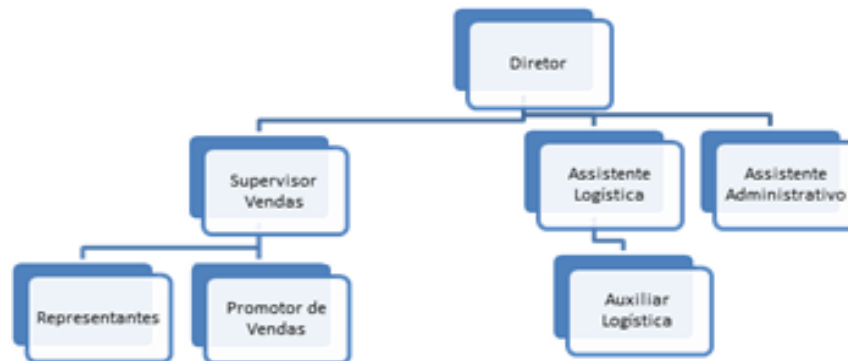 Diretor
Supervisor
Vendas
Assistente
Logística
Assistente
Administrativo
Representantes
Promotor de
Vendas
Auxiliar
Logística